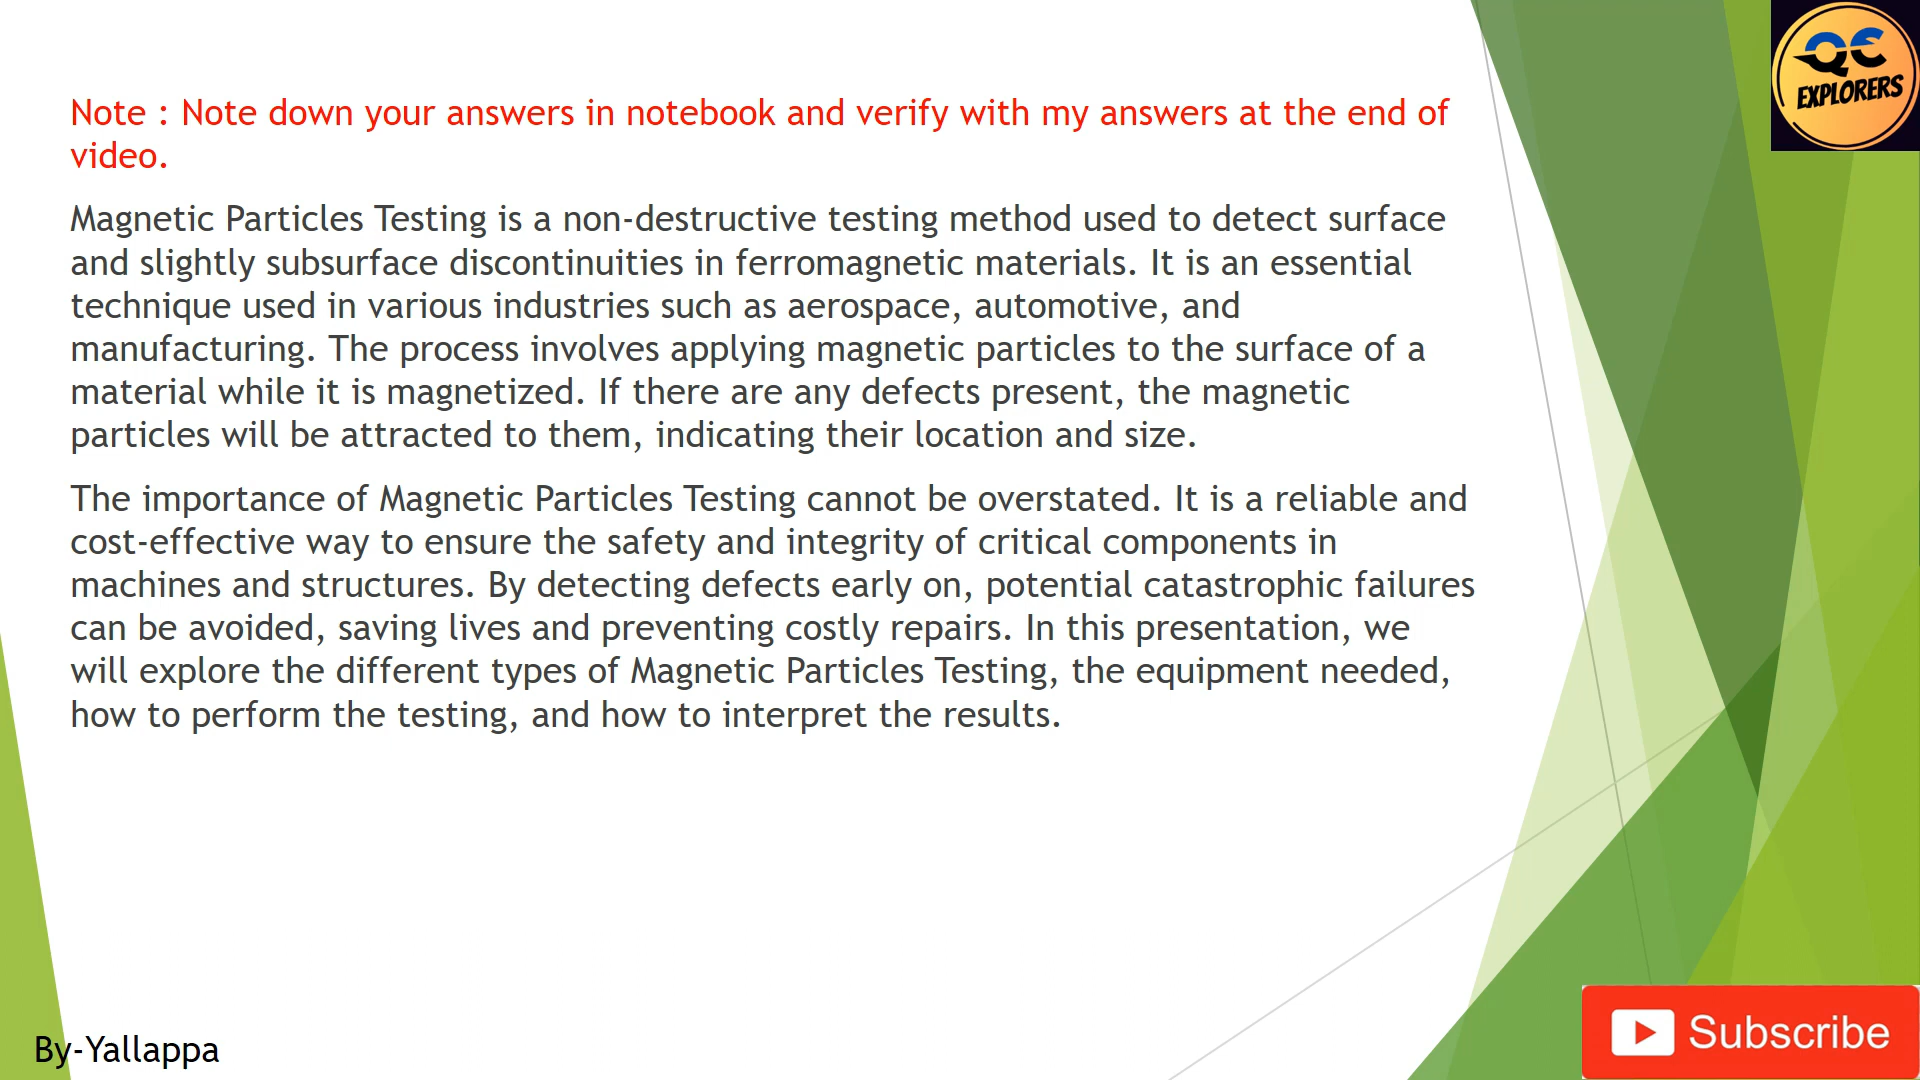 QC
EXPLORERS
Note : Note down your answers in notebook and verify with my answers at the end of
video.
Magnetic Particles Testing is a non-destructive testing method used to detect surface
and slightly subsurface discontinuities in ferromagnetic materials. It is an essential
technique used in various industries such as aerospace, automotive, and
manufacturing. The process involves applying magnetic particles to the surface of a
material while it is magnetized. If there are any defects present, the magnetic
particles will be attracted to them, indicating their location and size.
The importance of Magnetic Particles Testing cannot be overstated. It is a reliable and
cost-effective way to ensure the safety and integrity of critical components in
machines and structures. By detecting defects early on, potential catastrophic failures
can be avoided, saving lives and preventing costly repairs. In this presentation, we
will explore the different types of Magnetic Particles Testing, the equipment needed,
how to perform the testing, and how to interpret the results.
By-Yallappa
Subscribe